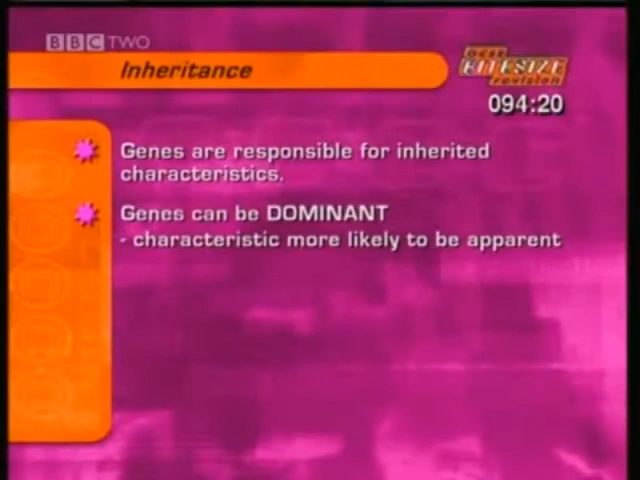 BBC TWO
Inheritance
GCSE
BITESIZE
revision
094:20
Genes are responsible for inherited
characteristics.
Genes can be DOMINANT
- characteristic more likely to be apparent